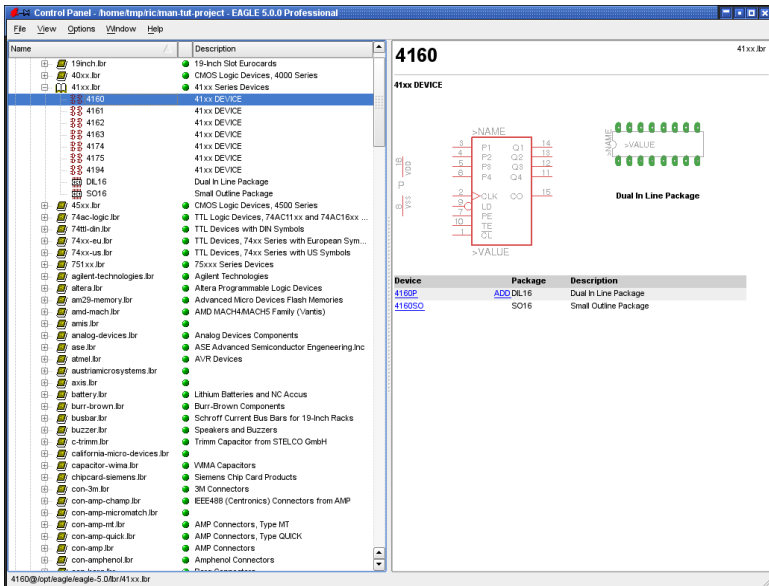 Control Panel - /home/tmp/ric/man-tut-project - EAGLE 5.0.0 Professional
File View Options Window Help
Name Description
19inch.lbr 19-Inch Slot Eurocards
40xx.lbr CMOS Logic Devices, 4000 Series
41xx.lbr 41xx Series Devices
4160 41xx DEVICE
4161 41xx DEVICE
4162 41xx DEVICE
4163 41xx DEVICE
4174 41xx DEVICE
4175 41xx DEVICE
4194 41xx DEVICE
DIL16 Dual In Line Package
SO16 Small Outline Package
45xx.lbr CMOS Logic Devices, 4500 Series
74ac-logic.lbr TTL Logic Devices, 74AC11xx and 74AC16xx ...
74ttl-din.lbr TTL Devices with DIN Symbols
74xx-eu.lbr TTL Devices, 74xx Series with European Sym...
74xx-us.lbr TTL Devices, 74xx Series with US Symbols
751xx.lbr 75xxx Series Devices
agilent-technologies.lbr Agilent Technologies
altera.lbr Altera Programmable Logic Devices
am29-memory.lbr Advanced Micro Devices Flash Memories
amd-mach.lbr AMD MACH4/MACH5 Family (Vantis)
amis.lbr
analog-devices.lbr Analog Devices Components
ase.lbr ASE Advanced Semiconductor Engeneering.Inc
atmel.lbr AVR Devices
austriamicrosystems.lbr
axis.lbr
battery.lbr Lithium Batteries and NC Accus
burr-brown.lbr Burr-Brown Components
busbar.lbr Schroff Current Bus Bars for 19-Inch Racks
buzzer.lbr Speakers and Buzzers
c-trimm.lbr Trimm Capacitor from STELCO GmbH
california-micro-devices.lbr
capacitor-wima.lbr WIMA Capacitors
chipcard-siemens.lbr Siemens Chip Card Products
con-3m.lbr 3M Connectors
con-amp-champ.lbr IEEE488 (Centronics) Connectors from AMP
con-amp-micromatch.lbr
con-amp-mt.lbr AMP Connectors, Type MT
con-amp-quick.lbr AMP Connectors, Type QUICK
con-amp.lbr AMP Connectors
con-amphenol.lbr Amphenol Connectors
4160@/opt/eagle/eagle-5.0/lbr/41xx.lbr
4160 41xx.lbr
41xx DEVICE
>NAME
3 P1 Q1 14
4 P2 Q2 13
5 P3 Q3 12
6 P4 Q4 11
2 CLK CO 15
9 LD
7 PE
10 TE
1 CL
>VALUE
16 VDD
P
8 VSS
>NAME
>VALUE
Dual In Line Package
Device Package Description
4160P ADD DIL16 Dual In Line Package
4160SO SO16 Small Outline Package